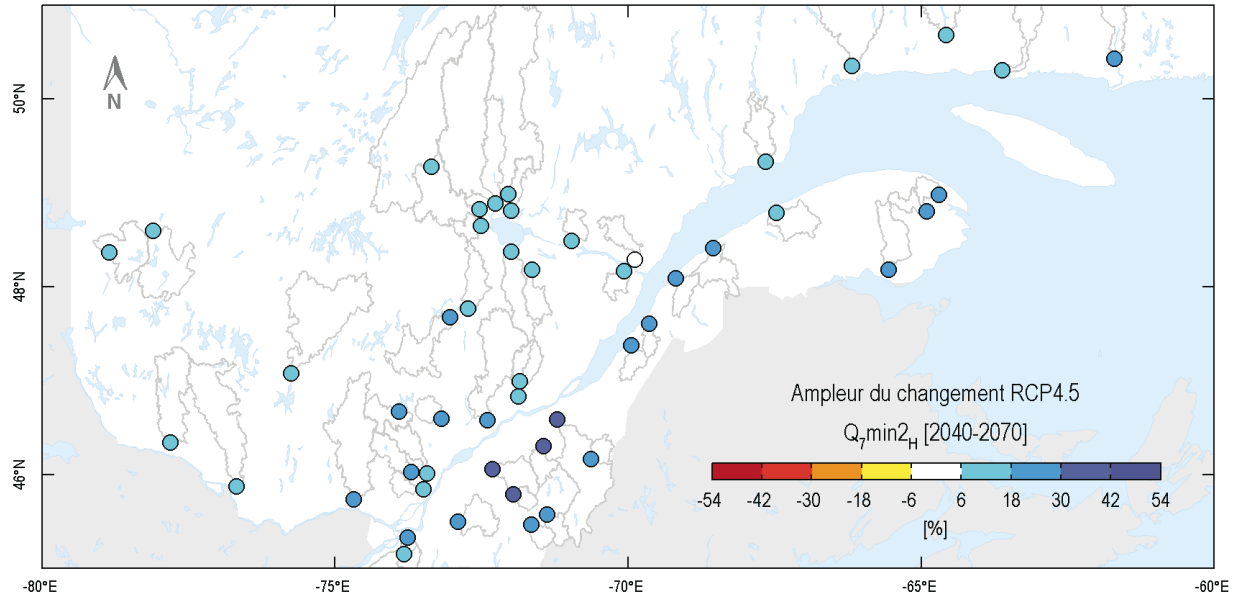 N
50°N
48°N
46°N
Ampleur du changement RCP4.5
Q7min2H [2040-2070]
-54 -42 -30 -18 -6 6 18 30 42 54
[%]
-80°E -75°E -70°E -65°E -60°E